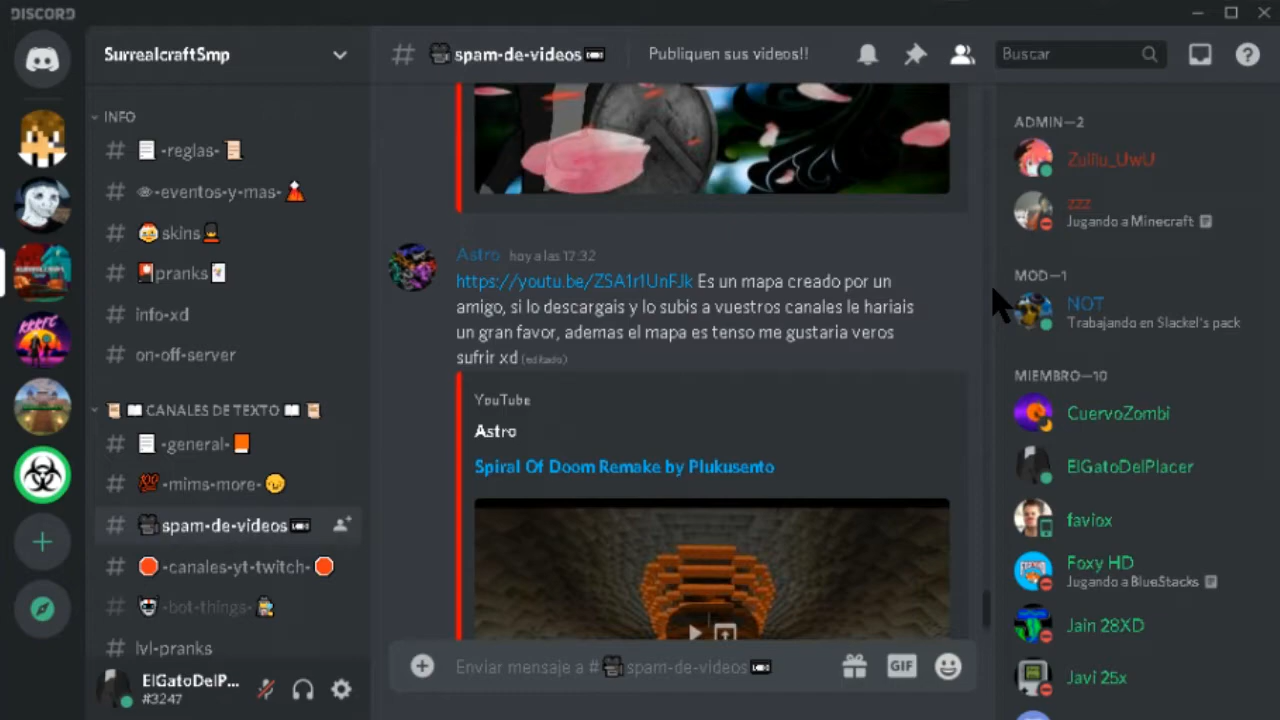 DISCORD
SurrealcraftSmp
INFO
-reglas-
-eventos-y-mas-
skins
pranks
info-xd
on-off-server
CANALES DE TEXTO
-general-
-mims-more-
spam-de-videos
-canales-yt-twitch-
-bot-things-
lvl-pranks
ElGatoDelP...
#3247
spam-de-videos
Publiquen sus videos!!
Buscar
Astro hoy a las 17:32
https://youtu.be/ZSA1r1UnFJk Es un mapa creado por un
amigo, si lo descargais y lo subis a vuestros canales le hariais
un gran favor, ademas el mapa es tenso me gustaria veros
sufrir xd (editado)
YouTube
Astro
Spiral Of Doom Remake by Plukusento
Enviar mensaje a # spam-de-videos
GIF
ADMIN—2
Zulilu_UwU
zzz
Jugando a Minecraft
MOD—1
NOT
Trabajando en Slackel's pack
MIEMBRO—10
CuervoZombi
ElGatoDelPlacer
faviox
Foxy HD
Jugando a BlueStacks
Jain 28XD
Javi 25x